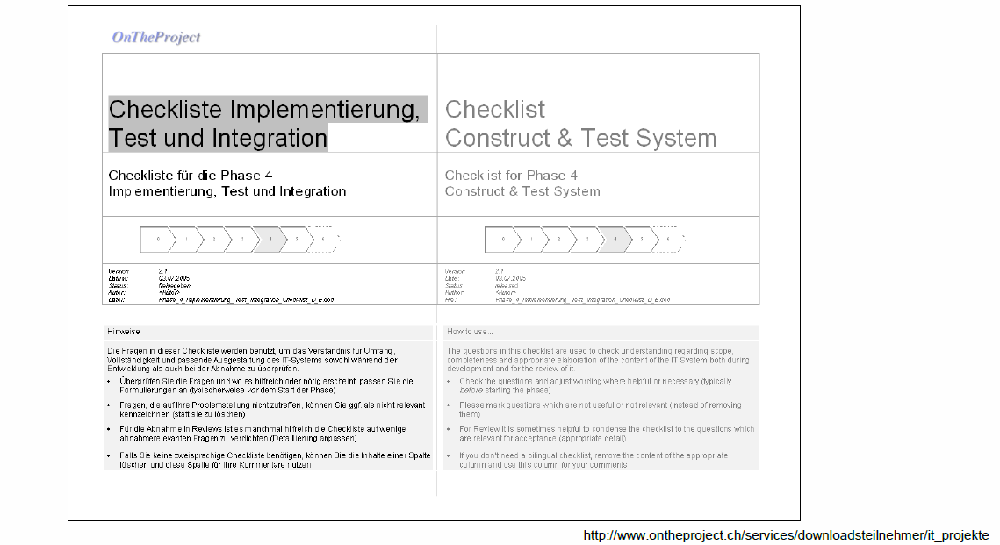 OnTheProject
Checkliste Implementierung,
Test und Integration
Checklist
Construct & Test System
Checkliste für die Phase 4
Implementierung, Test und Integration
Checklist for Phase 4
Construct & Test System
0 1 2 3 4 5 6
0 1 2 3 4 5 6
Version 2.1
Datum: 03.07.2005
Status: freigegeben
Autor: <Autor>
Datei: Phase_4_Implementierung_Test_Integration_Checklist_D_E.doc
Version 2.1
Date: 03.07.2005
Status: released
Author: <Autor>
File: Phase_4_Implementierung_Test_Integration_Checklist_D_E.doc
Hinweise
Die Fragen in dieser Checkliste werden benutzt, um das Verständnis für Umfang,
Vollständigkeit und passende Ausgestaltung des IT-Systems sowohl während der
Entwicklung als auch bei der Abnahme zu überprüfen.
• Überprüfen Sie die Fragen und wo es hilfreich oder nötig erscheint, passen Sie die
Formulierungen an (typischerweise vor dem Start der Phase)
• Fragen, die auf Ihre Problemstellung nicht zutreffen, können Sie ggf. als nicht relevant
kennzeichnen (statt sie zu löschen)
• Für die Abnahme in Reviews ist es manchmal hilfreich die Checkliste auf wenige
abnahmerelevanten Fragen zu verdichten (Detaillierung anpassen)
• Falls Sie keine zweisprachige Checkliste benötigen, können Sie die Inhalte einer Spalte
löschen und diese Spalte für Ihre Kommentare nutzen
How to use...
The questions in this checklist are used to check understanding regarding scope,
completeness and appropriate elaboration of the content of the IT System both during
development and for the review of it.
• Check the questions and adjust wording where helpful or necessary (typically
before starting the phase)
• Please mark questions which are not useful or not relevant (instead of removing
them)
• For Review it is sometimes helpful to condense the checklist to the questions which
are relevant for acceptance (appropriate detail)
• If you don't need a bilingual checklist, remove the content of the appropriate
column and use this column for your comments
http://www.ontheproject.ch/services/downloadsteilnehmer/it_projekte